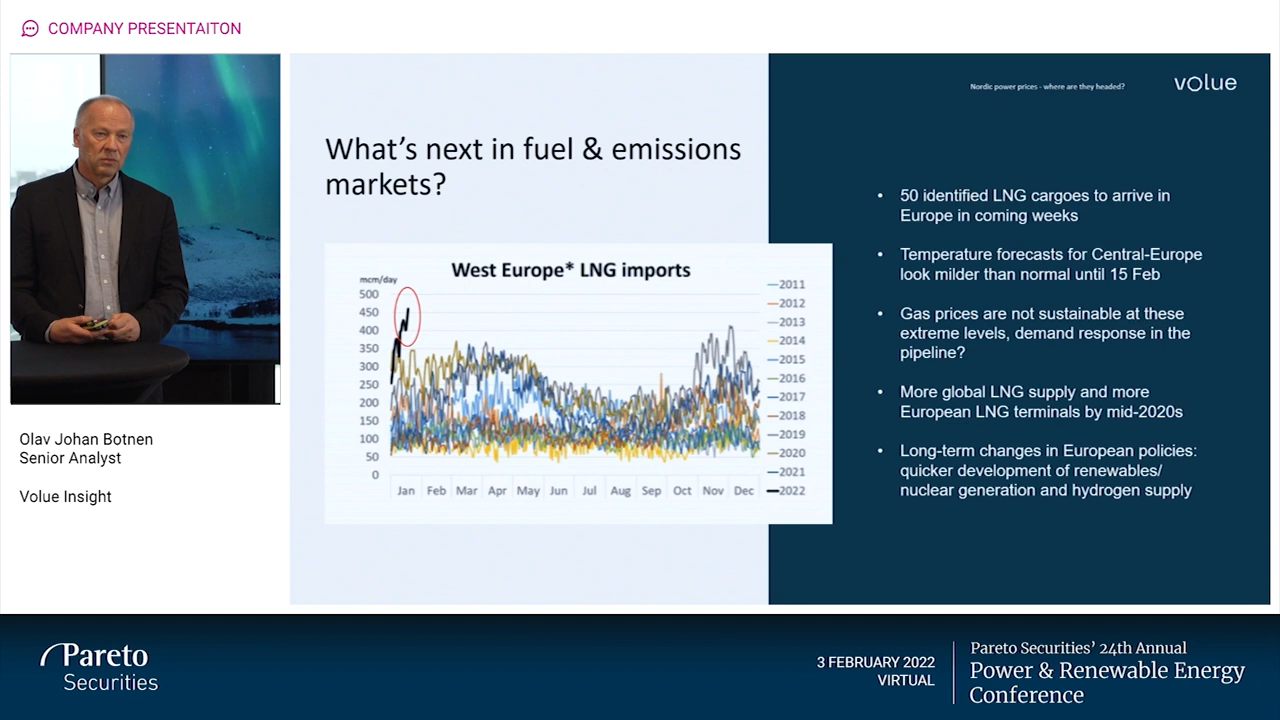 COMPANY PRESENTAITON
Nordic power prices - where are they headed?
volue
What's next in fuel & emissions
markets?
West Europe* LNG imports
mcm/day
500
450
400
350
300
250
200
150
100
50
0
Jan
Feb
Mar
Apr
May
Jun
Jul
Aug
Sep
Oct
Nov
Dec
2011
2012
2013
2014
2015
2016
2017
2018
2019
2020
2021
2022
• 50 identified LNG cargoes to arrive in
Europe in coming weeks
• Temperature forecasts for Central-Europe
look milder than normal until 15 Feb
• Gas prices are not sustainable at these
extreme levels, demand response in the
pipeline?
• More global LNG supply and more
European LNG terminals by mid-2020s
• Long-term changes in European policies:
quicker development of renewables/
nuclear generation and hydrogen supply
Olav Johan Botnen
Senior Analyst
Volue Insight
Pareto
Securities
3 FEBRUARY 2022
VIRTUAL
Pareto Securities' 24th Annual
Power & Renewable Energy
Conference